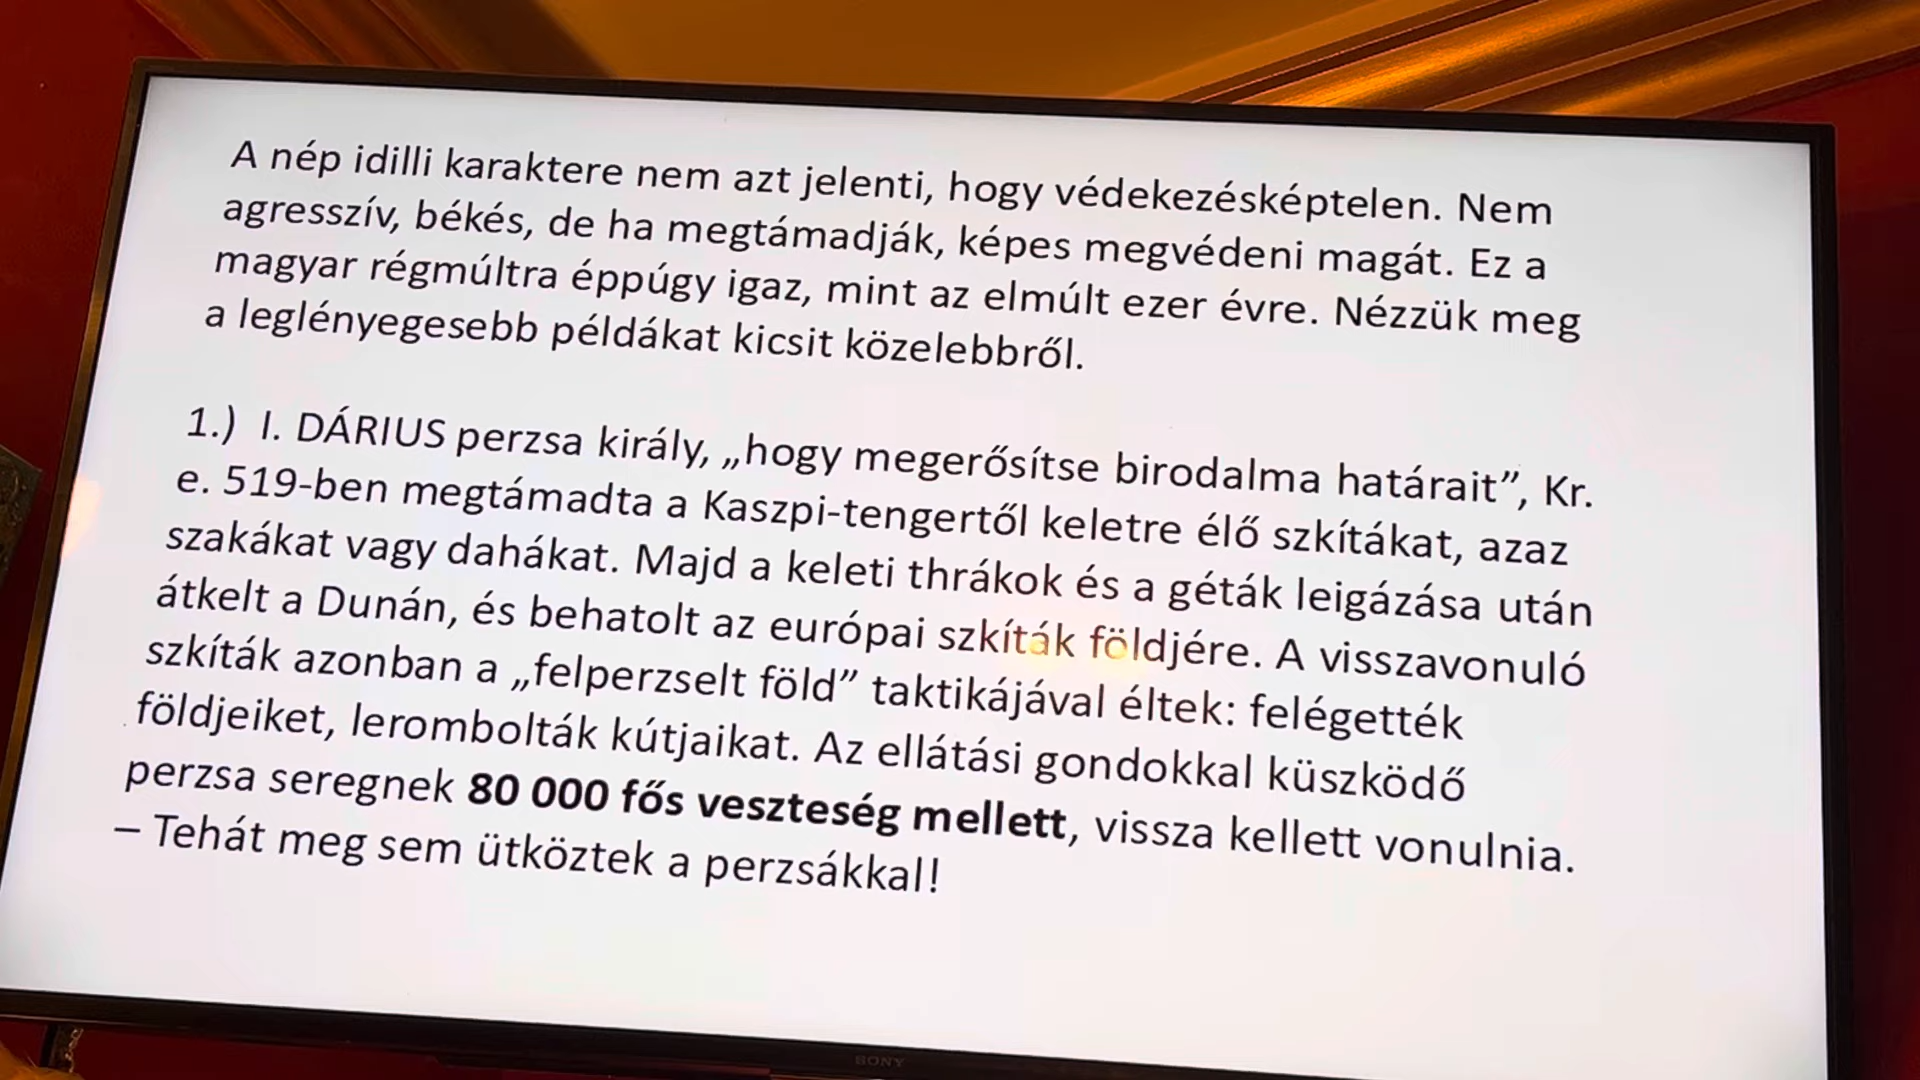 A nép idilli karaktere nem azt jelenti, hogy védekezésképtelen. Nem
agresszív, békés, de ha megtámadják, képes megvédeni magát. Ez a
magyar régmúltra éppúgy igaz, mint az elmúlt ezer évre. Nézzük meg
a leglényegesebb példákat kicsit közelebbről.
1.) I. DÁRIUS perzsa király, „hogy megerősítse birodalma határait”, Kr.
e. 519-ben megtámadta a Kaszpi-tengertől keletre élő szkítákat, azaz
szakákat vagy dahákat. Majd a keleti thrákok és a géták leigázása után
átkelt a Dunán, és behatolt az európai szkíták földjére. A visszavonuló
szkíták azonban a „felperzselt föld” taktikájával éltek: felégették
földjeiket, lerombolták kútjaikat. Az ellátási gondokkal küszködő
perzsa seregnek 80 000 fős veszteség mellett, vissza kellett vonulnia.
– Tehát meg sem ütköztek a perzsákkal!
SONY